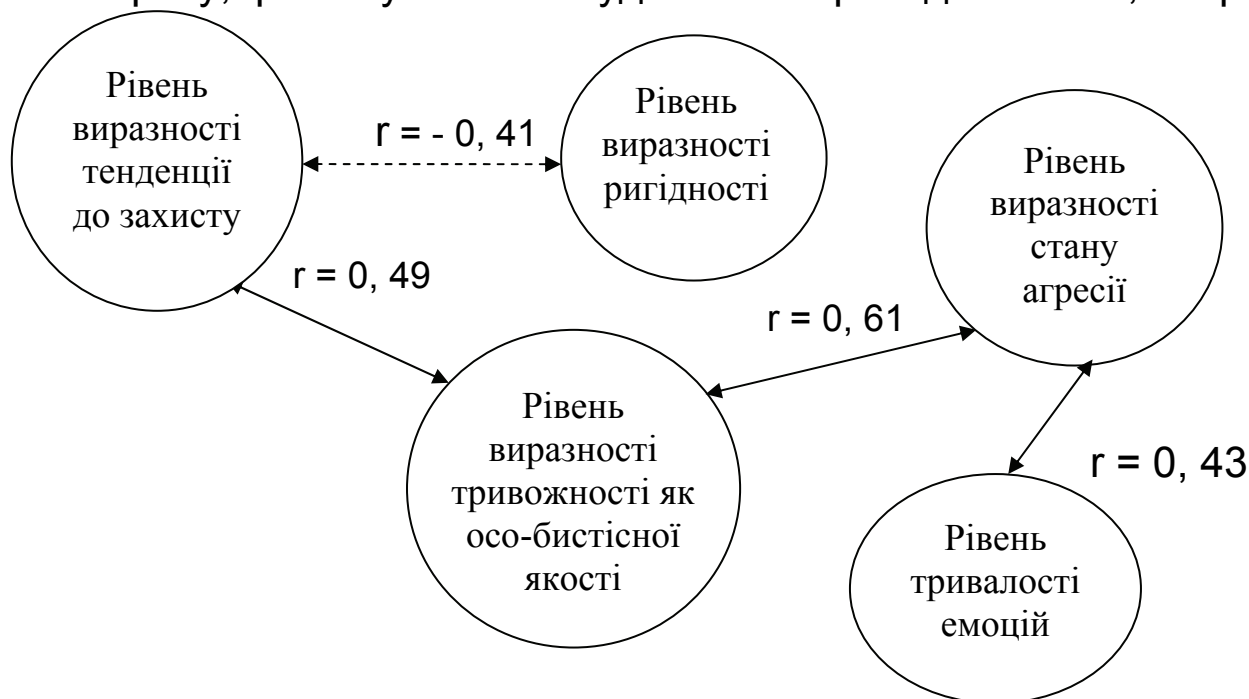 Рівень
виразності
тенденції
до захисту
r = - 0, 41
Рівень
виразності
ригідності
Рівень
виразності
стану
агресії
r = 0, 49
r = 0, 61
Рівень
виразності
тривожності як
осо-бистісної
якості
r = 0, 43
Рівень
тривалості
емоцій